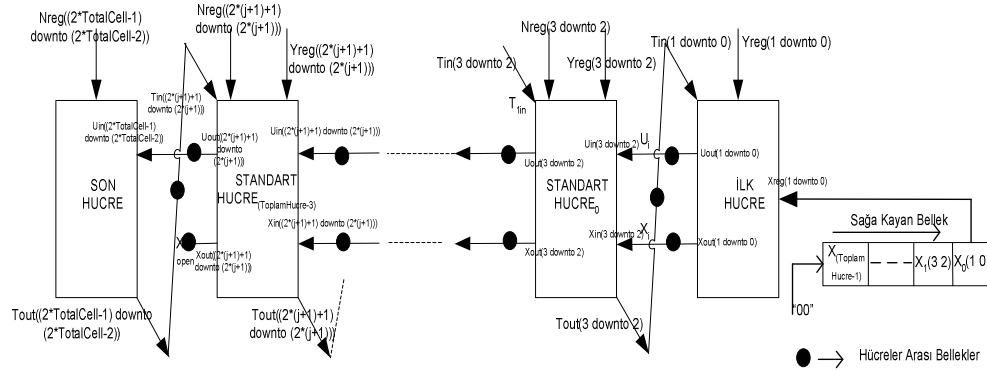 Nreg((2*TotalCell-1)
downto (2*TotalCell-2))
Nreg((2*(j+1)+1)
downto (2*(j+1)))
Yreg((2*(j+1)+1)
downto (2*(j+1)))
Nreg(3 downto 2)
Tin(3 downto 2)
Yreg(3 downto 2)
Tin(1 downto 0)
Yreg(1 downto 0)
Tin((2*(j+1)+1)
downto (2*(j+1)))
T1in
Uin((2*TotalCell-1)
downto (2*TotalCell-2))
Uout((2*(j+1)+1)
downto
(2*(j+1)))
Uin((2*(j+1)+1) downto (2*(j+1)))
Uout(3 downto 2)
Uin(3 downto 2)
Ui
Uout(1 downto 0)
SON
HUCRE
STANDART
HUCRE(ToplamHucre-3)
STANDART
HUCRE0
İLK
HUCRE
Xreg(1 downto 0)
Sağa Kayan Bellek
X
open
Xout((2*(j+1)+1)
downto (2*(j+1)))
Xin((2*(j+1)+1) downto (2*(j+1)))
Xout(3 downto 2)
Xin(3 downto 2)
Xi
Xout(1 downto 0)
X(Toplam
Hucre-1)
X1(3 2)
X0(1 0)
"00"
Tout((2*TotalCell-1) downto
(2*TotalCell-2))
Tout((2*(j+1)+1)
downto (2*(j+1)))
Tout(3 downto 2)
Hücreler Arası Bellekler